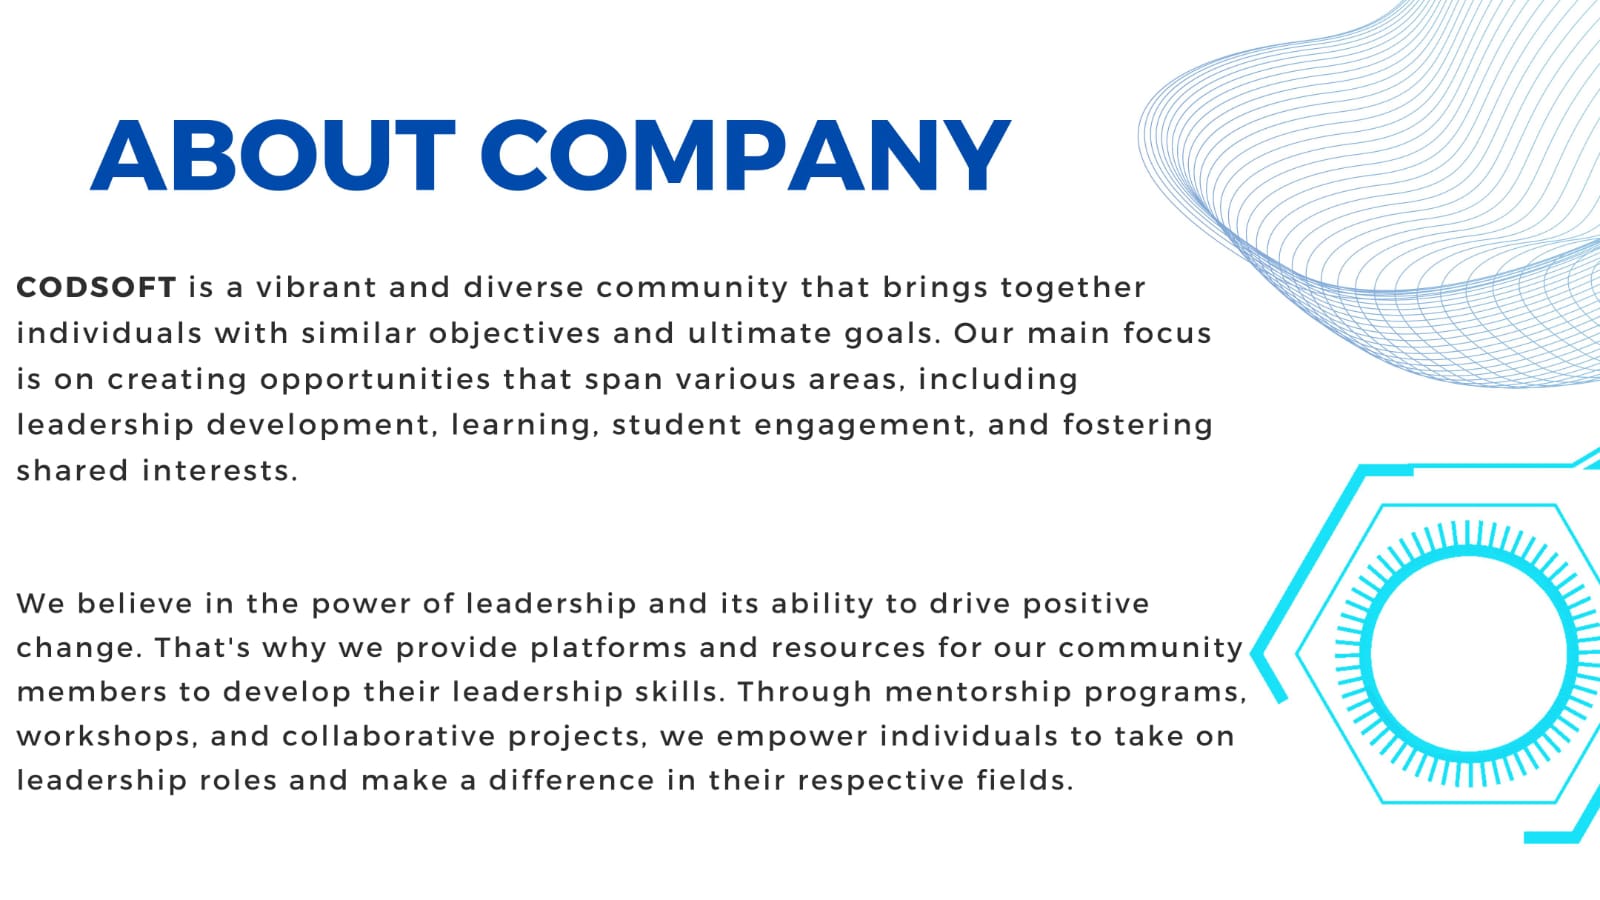 ABOUT COMPANY
CODSOFT is a vibrant and diverse community that brings together
individuals with similar objectives and ultimate goals. Our main focus
is on creating opportunities that span various areas, including
leadership development, learning, student engagement, and fostering
shared interests.
We believe in the power of leadership and its ability to drive positive
change. That's why we provide platforms and resources for our community
members to develop their leadership skills. Through mentorship programs,
workshops, and collaborative projects, we empower individuals to take on
leadership roles and make a difference in their respective fields.